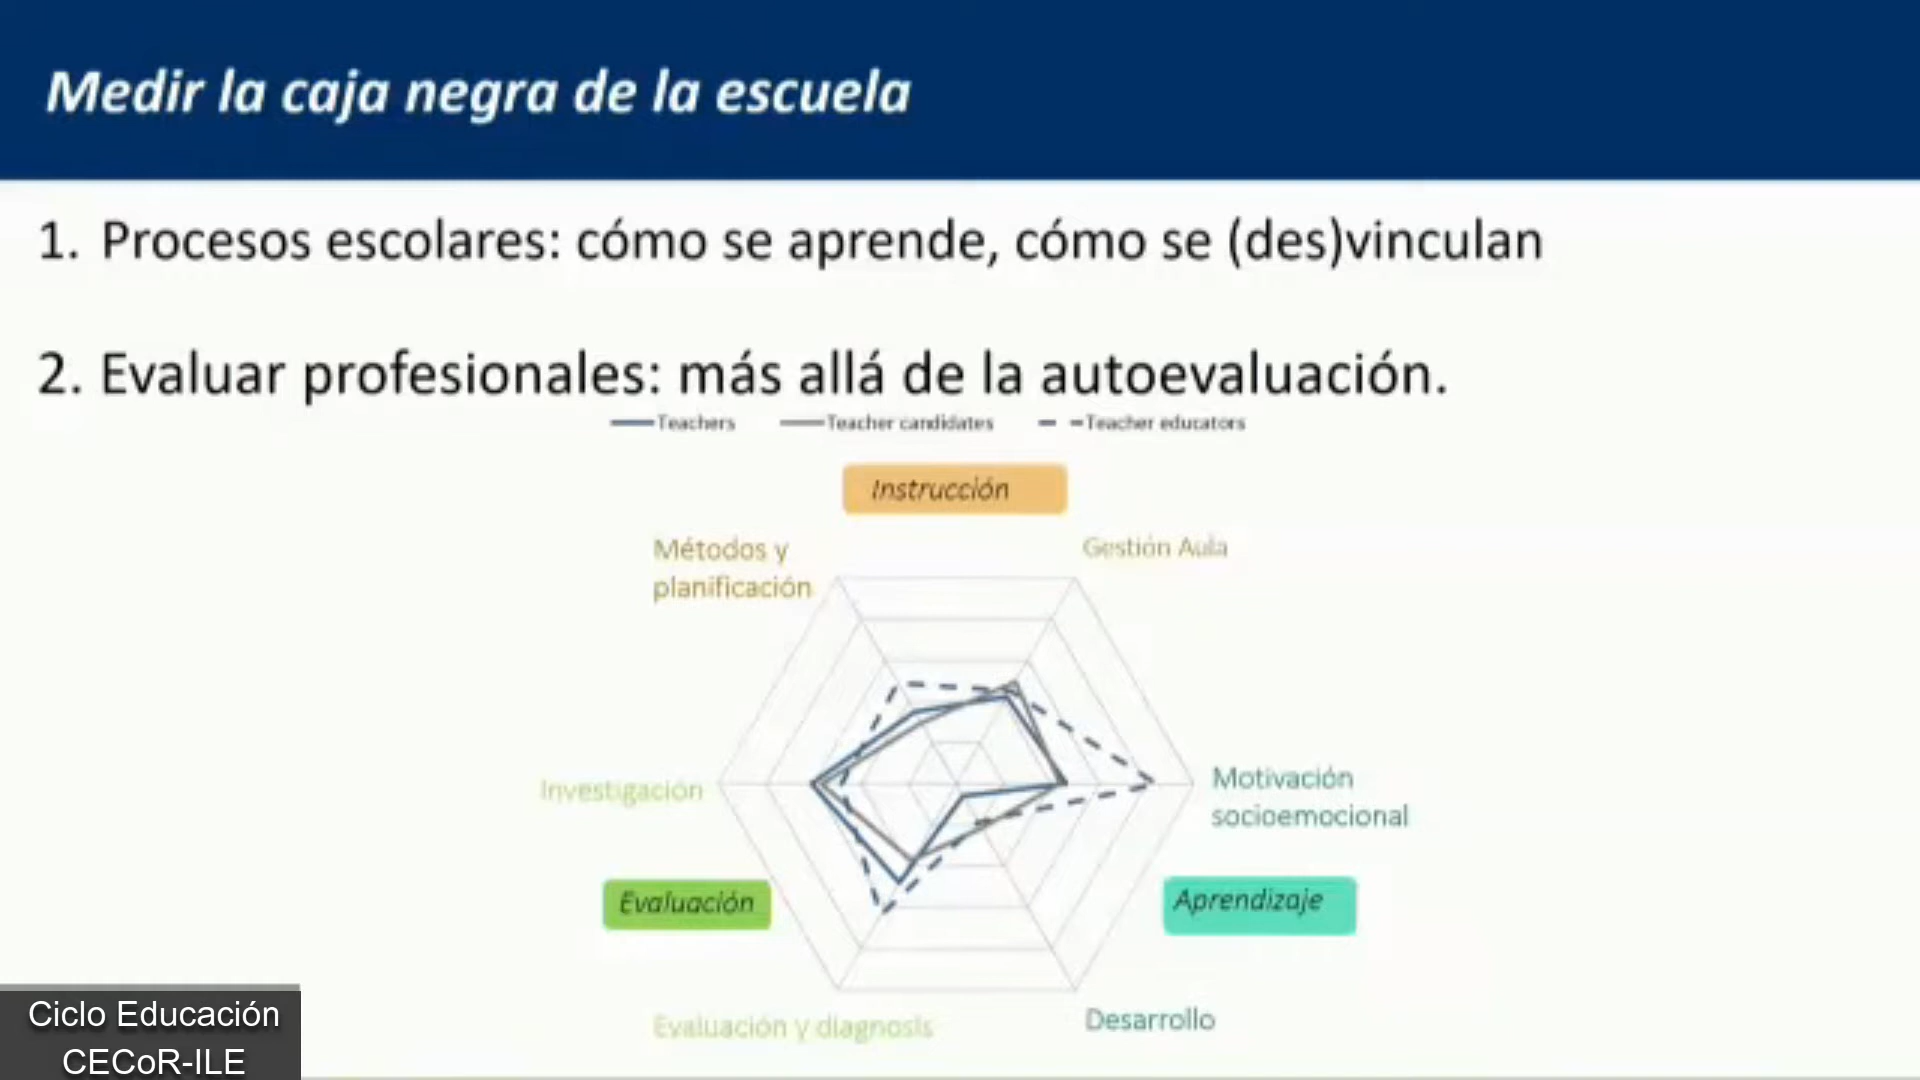 Medir la caja negra de la escuela
1. Procesos escolares: cómo se aprende, cómo se (des)vinculan
2. Evaluar profesionales: más allá de la autoevaluación.
Teachers Teacher candidates Teacher educators
Instrucción
Métodos y
planificación
Gestión Aula
Investigación
Motivación
socioemocional
Evaluación
Aprendizaje
Evaluación y diagnosis
Desarrollo
Ciclo Educación
CECoR-ILE